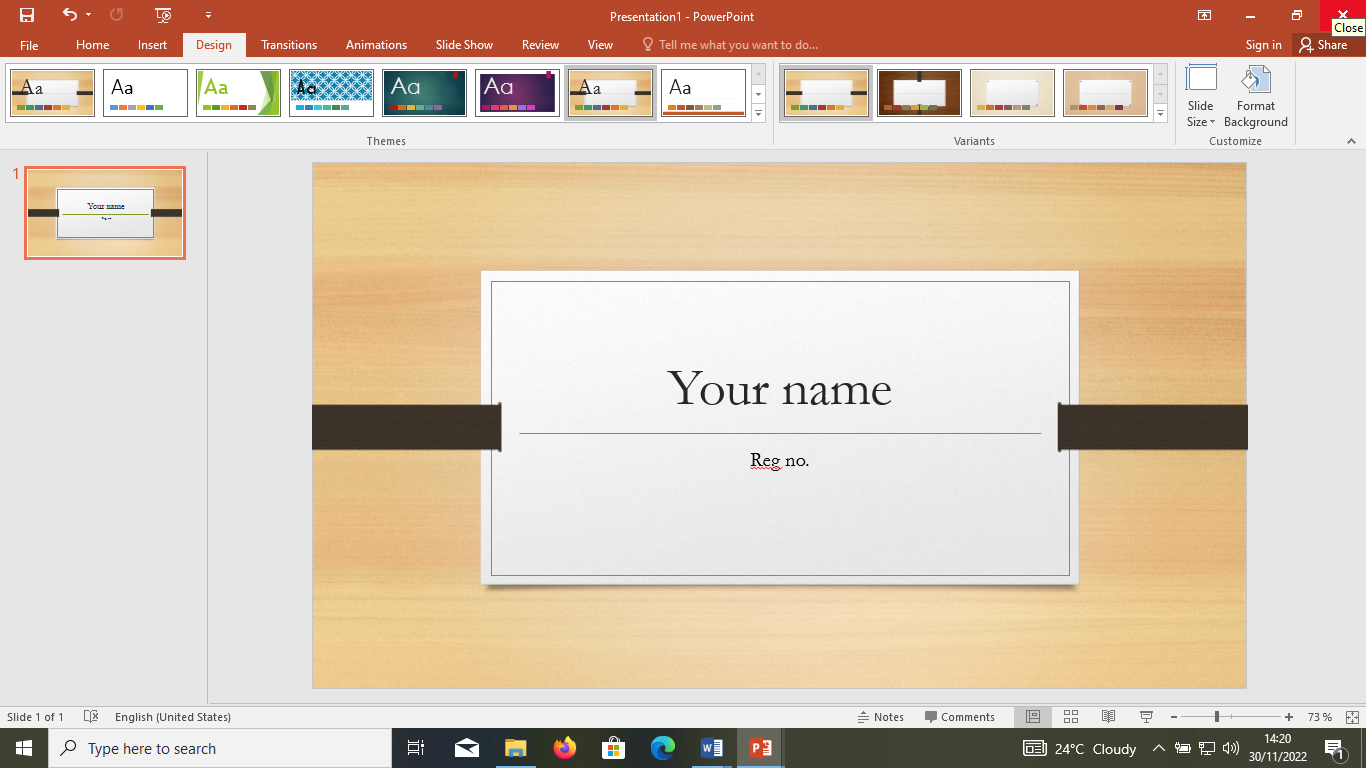 Presentation1 - PowerPoint
Close
File Home Insert Design Transitions Animations Slide Show Review View Tell me what you want to do... Sign in Share
Aa Aa Aa Aa Aa Aa Aa Aa
Slide Size
Format Background
Themes Variants Customize
1
Your name
Reg no.
Your name
Reg no.
Slide 1 of 1 English (United States) Notes Comments 73 %
Type here to search
24°C Cloudy
14:20
30/11/2022
1